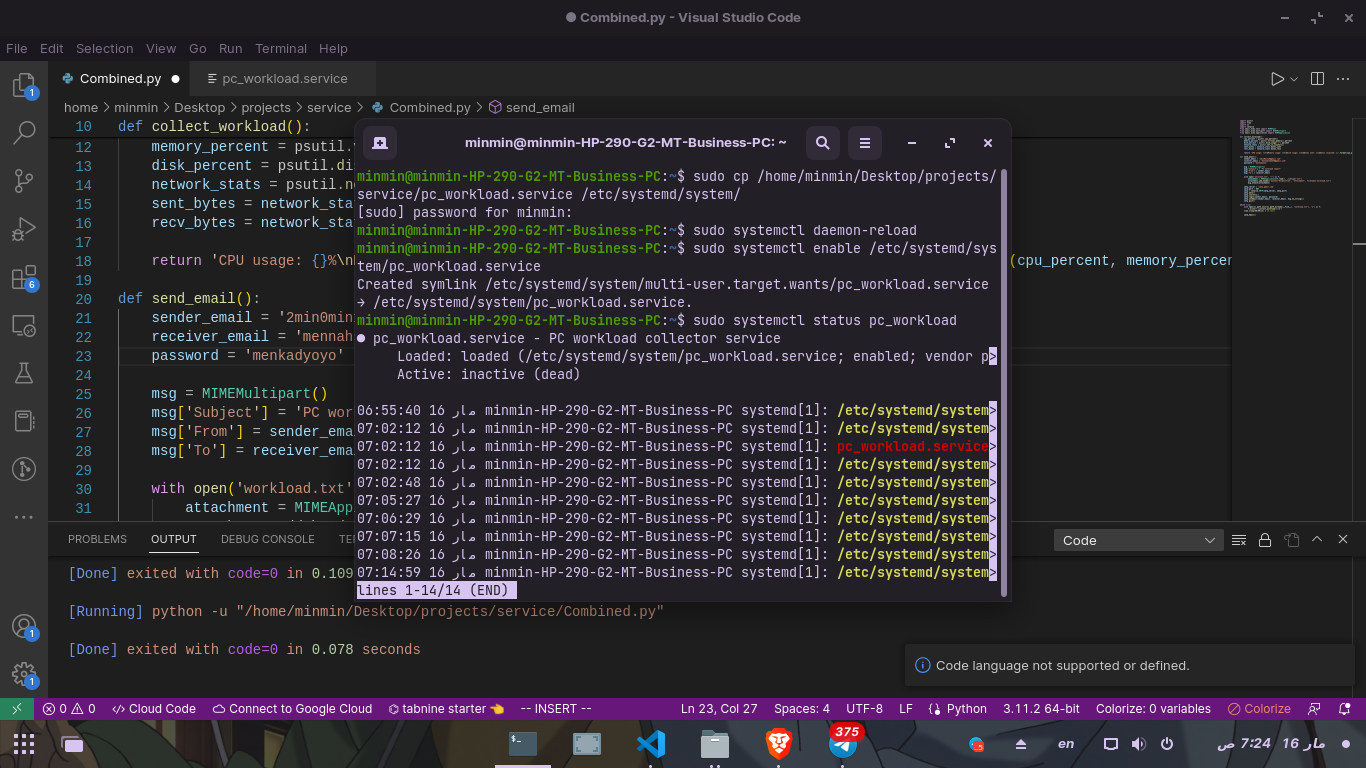 Combined.py - Visual Studio Code
File Edit Selection View Go Run Terminal Help
Combined.py
pc_workload.service
home > minmin > Desktop > projects > service > Combined.py > send_email
10 def collect_workload():
12 memory_percent = psutil.
13 disk_percent = psutil.di
14 network_stats = psutil.ne
15 sent_bytes = network_sta
16 recv_bytes = network_sta
17
18 return 'CPU usage: {}%\n (cpu_percent, memory_percen
19
20 def send_email():
21 sender_email = '2min0min
22 receiver_email = 'mennah
23 password = 'menkadyoyo'
24
25 msg = MIMEMultipart()
26 msg['Subject'] = 'PC wor
27 msg['From'] = sender_ema
28 msg['To'] = receiver_ema
29
30 with open('workload.txt'
31 attachment = MIMEApp
minmin@minmin-HP-290-G2-MT-Business-PC: ~
minmin@minmin-HP-290-G2-MT-Business-PC:~$ sudo cp /home/minmin/Desktop/projects/
service/pc_workload.service /etc/systemd/system/
[sudo] password for minmin:
minmin@minmin-HP-290-G2-MT-Business-PC:~$ sudo systemctl daemon-reload
minmin@minmin-HP-290-G2-MT-Business-PC:~$ sudo systemctl enable /etc/systemd/sys
tem/pc_workload.service
Created symlink /etc/systemd/system/multi-user.target.wants/pc_workload.service
→ /etc/systemd/system/pc_workload.service.
minmin@minmin-HP-290-G2-MT-Business-PC:~$ sudo systemctl status pc_workload
● pc_workload.service - PC workload collector service
Loaded: loaded (/etc/systemd/system/pc_workload.service; enabled; vendor p>
Active: inactive (dead)
06:55:40 16 مار minmin-HP-290-G2-MT-Business-PC systemd[1]: /etc/systemd/system>
07:02:12 16 مار minmin-HP-290-G2-MT-Business-PC systemd[1]: /etc/systemd/system>
07:02:12 16 مار minmin-HP-290-G2-MT-Business-PC systemd[1]: pc_workload.service>
07:02:12 16 مار minmin-HP-290-G2-MT-Business-PC systemd[1]: /etc/systemd/system>
07:02:48 16 مار minmin-HP-290-G2-MT-Business-PC systemd[1]: /etc/systemd/system>
07:05:27 16 مار minmin-HP-290-G2-MT-Business-PC systemd[1]: /etc/systemd/system>
07:06:29 16 مار minmin-HP-290-G2-MT-Business-PC systemd[1]: /etc/systemd/system>
07:07:15 16 مار minmin-HP-290-G2-MT-Business-PC systemd[1]: /etc/systemd/system>
07:08:26 16 مار minmin-HP-290-G2-MT-Business-PC systemd[1]: /etc/systemd/system>
07:14:59 16 مار minmin-HP-290-G2-MT-Business-PC systemd[1]: /etc/systemd/system>
lines 1-14/14 (END)
PROBLEMS OUTPUT DEBUG CONSOLE TE
Code
[Done] exited with code=0 in 0.109
[Running] python -u "/home/minmin/Desktop/projects/service/Combined.py"
[Done] exited with code=0 in 0.078 seconds
Code language not supported or defined.
0 0 Cloud Code Connect to Google Cloud tabnine starter 👈 -- INSERT -- Ln 23, Col 27 Spaces: 4 UTF-8 LF Python 3.11.2 64-bit Colorize: 0 variables Colorize
1
6
1
1
375
en
مار 16 7:24 ص